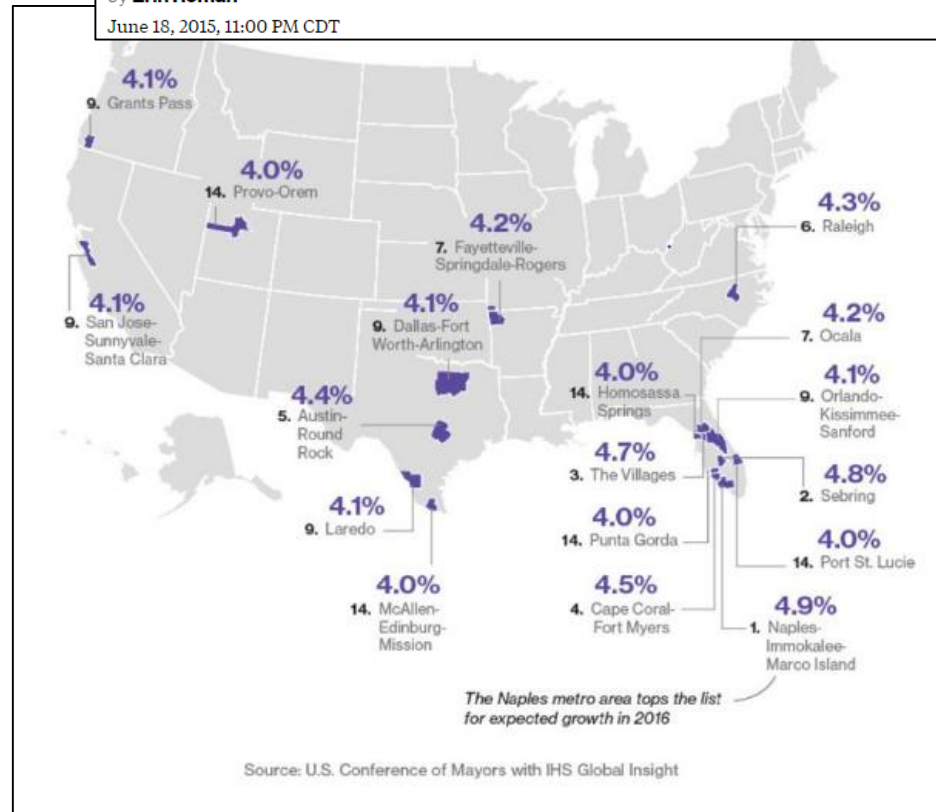 June 18, 2015, 11:00 PM CDT
4.1%
9. Grants Pass
4.0%
14. Provo-Orem
4.2%
7. Fayetteville-
Springdale-Rogers
4.3%
6. Raleigh
4.1%
9. San Jose-
Sunnyvale-
Santa Clara
4.1%
9. Dallas-Fort
Worth-Arlington
4.2%
7. Ocala
4.4%
5. Austin-
Round
Rock
4.0%
14. Homosassa
Springs
4.1%
9. Orlando-
Kissimmee-
Sanford
4.7%
3. The Villages
4.8%
2. Sebring
4.1%
9. Laredo
4.0%
14. Punta Gorda
4.0%
14. Port St. Lucie
4.0%
14. McAllen-
Edinburg-
Mission
4.5%
4. Cape Coral-
Fort Myers
4.9%
1. Naples-
Immokalee-
Marco Island
The Naples metro area tops the list
for expected growth in 2016
Source: U.S. Conference of Mayors with IHS Global Insight